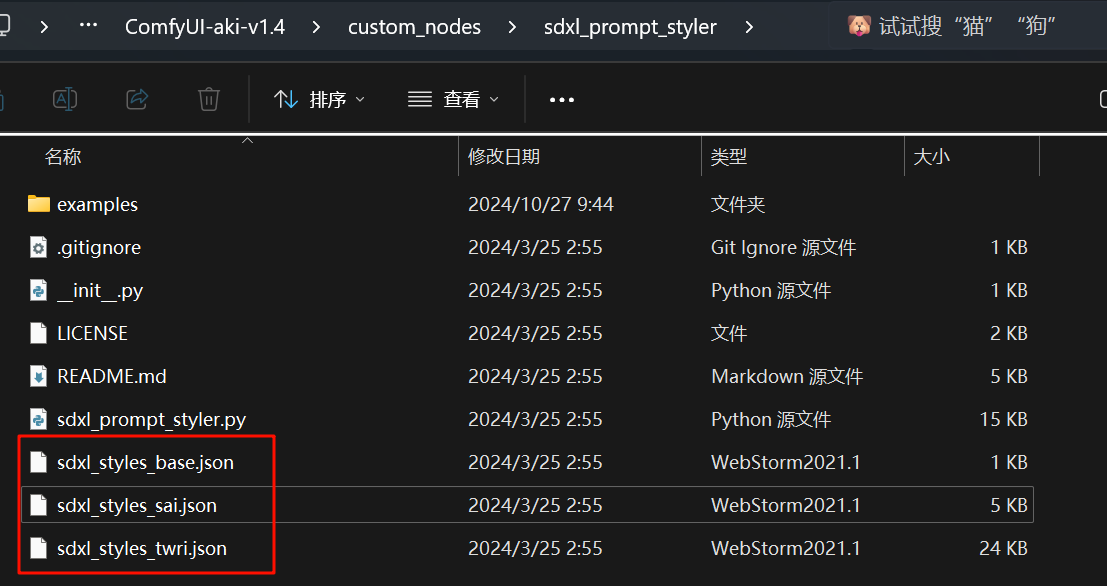 ComfyUI-aki-v1.4 custom_nodes sdxl_prompt_styler 试试搜“猫” “狗”
排序 查看
名称 修改日期 类型 大小
examples 2024/10/27 9:44 文件夹
.gitignore 2024/3/25 2:55 Git Ignore 源文件 1 KB
__init__.py 2024/3/25 2:55 Python 源文件 1 KB
LICENSE 2024/3/25 2:55 文件 2 KB
README.md 2024/3/25 2:55 Markdown 源文件 5 KB
sdxl_prompt_styler.py 2024/3/25 2:55 Python 源文件 15 KB
sdxl_styles_base.json 2024/3/25 2:55 WebStorm2021.1 1 KB
sdxl_styles_sai.json 2024/3/25 2:55 WebStorm2021.1 5 KB
sdxl_styles_twri.json 2024/3/25 2:55 WebStorm2021.1 24 KB